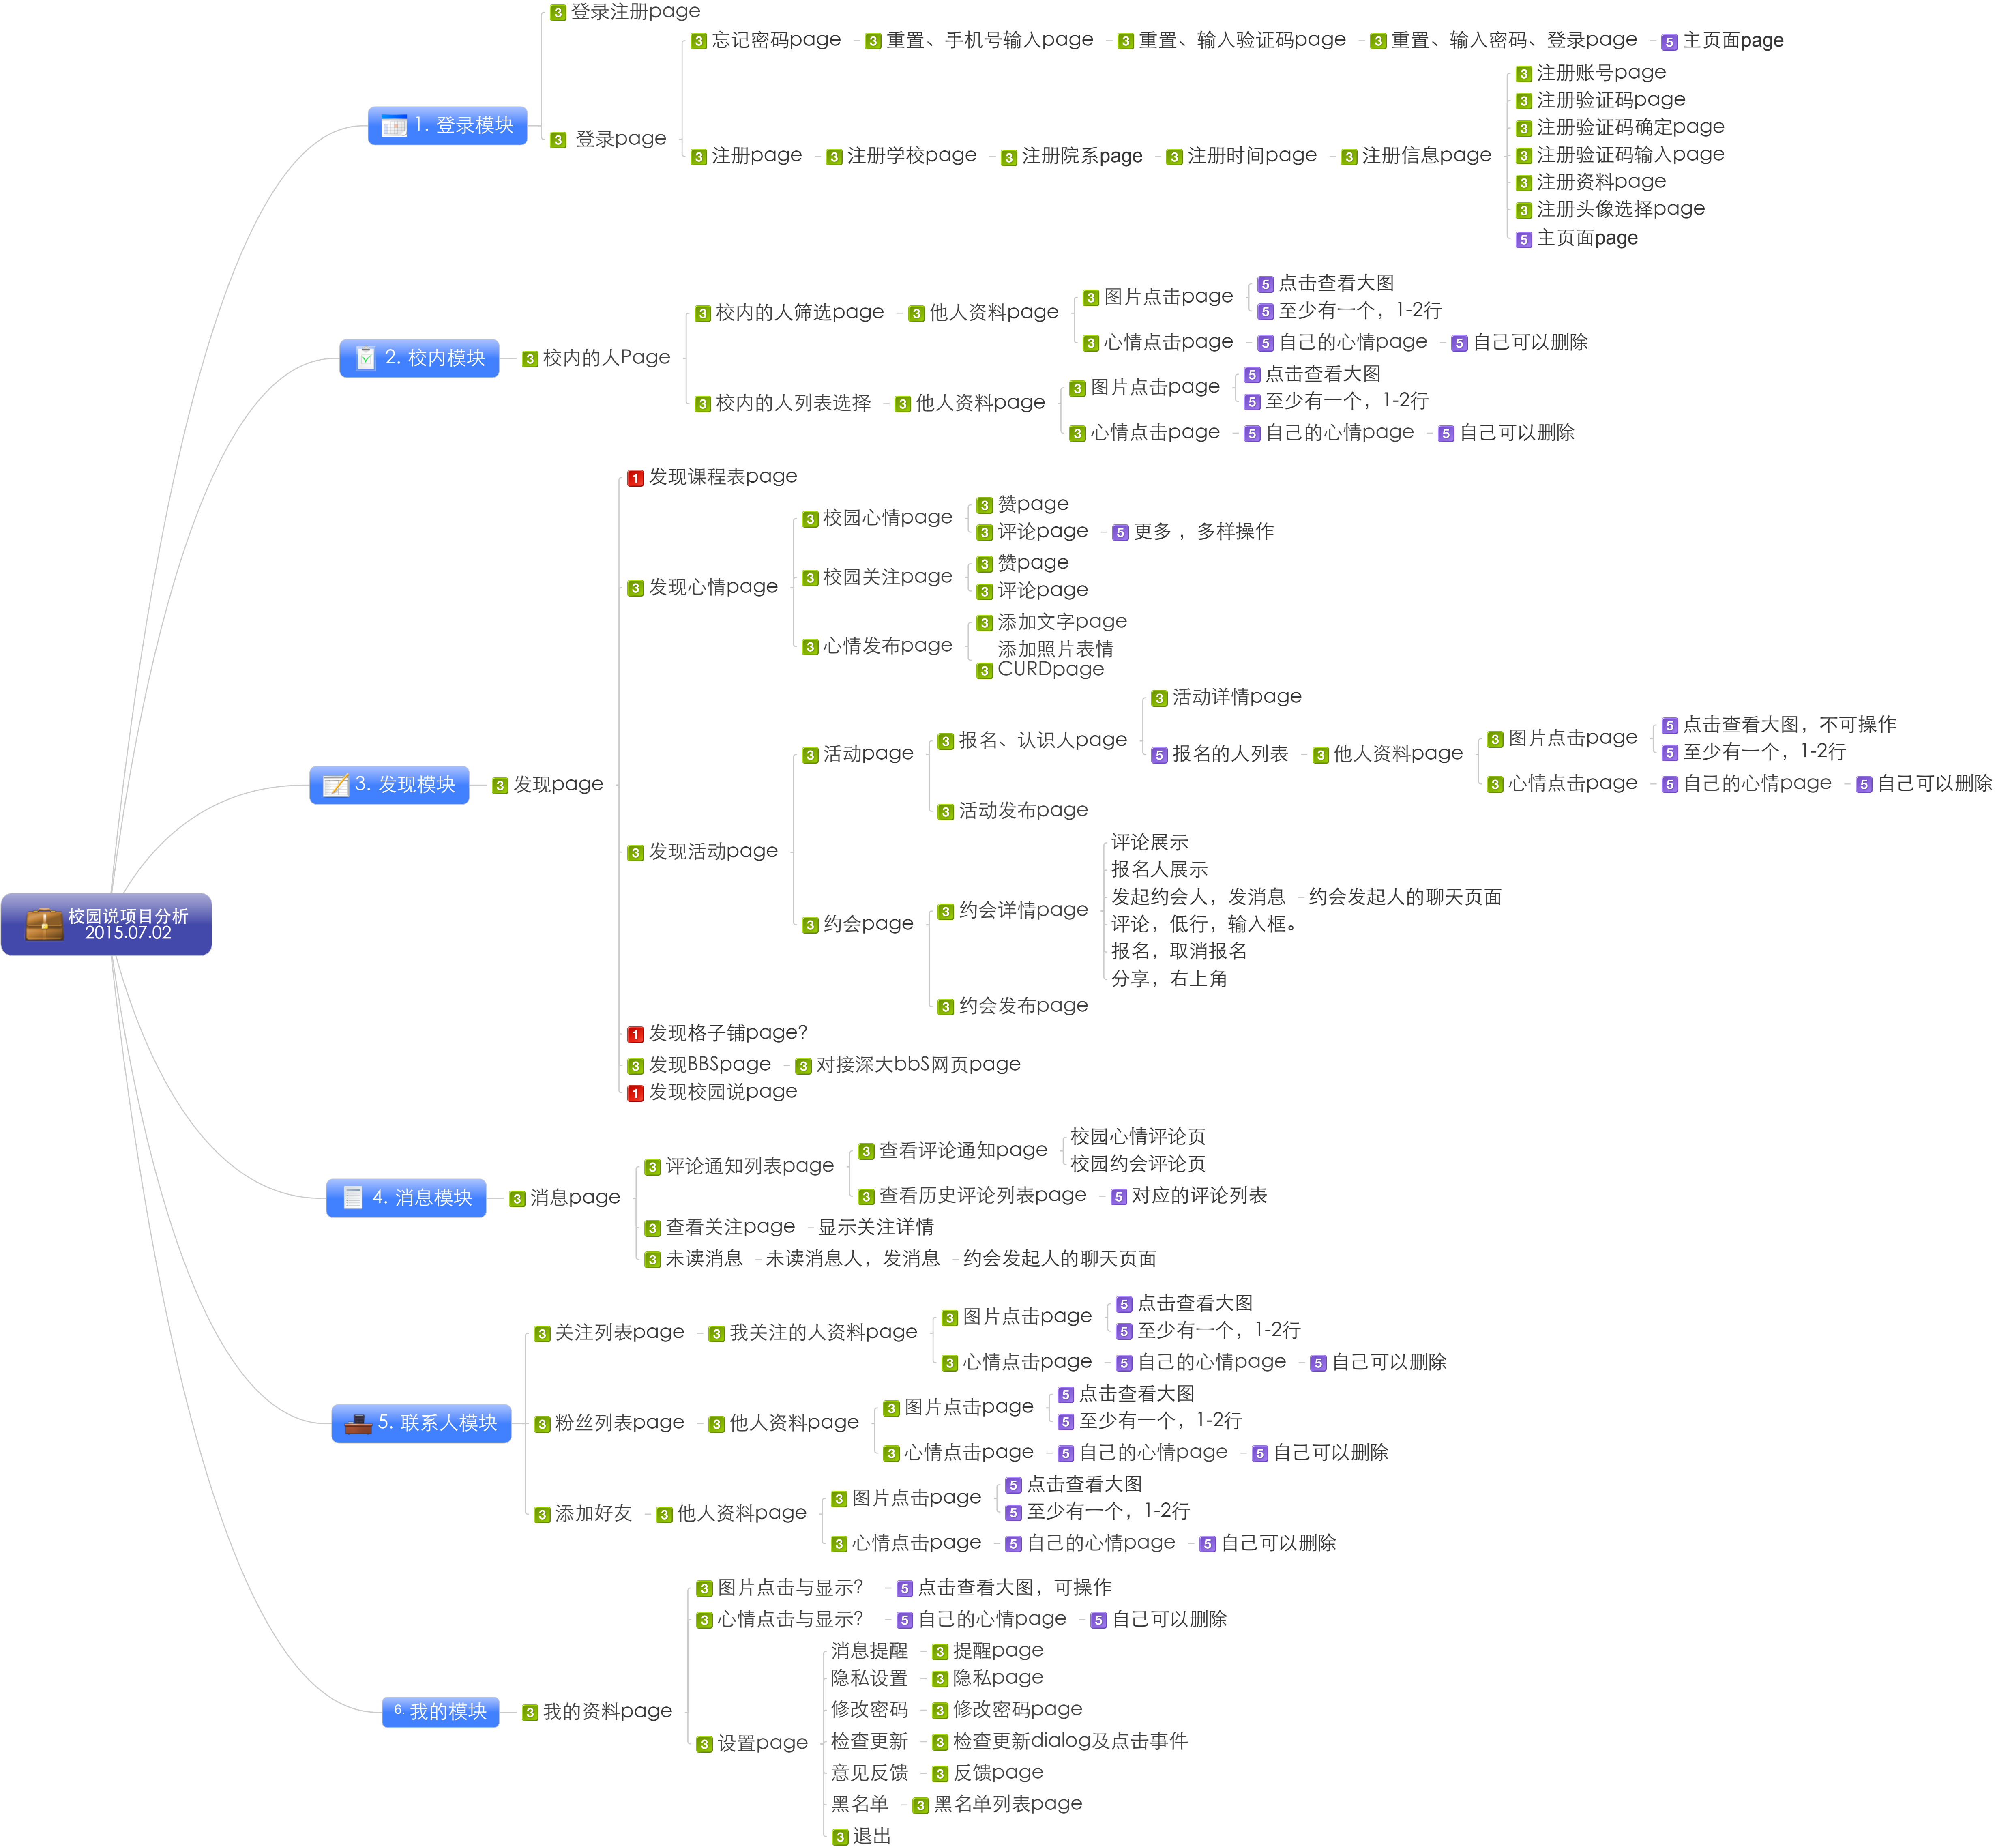 校园说项目分析
2015.07.02
1. 登录模块
3 登录注册page
3 登录page
3 忘记密码page
3 重置、手机号输入page
3 重置、输入验证码page
3 重置、输入密码、登录page
5 主页面page
3 注册page
3 注册学校page
3 注册院系page
3 注册时间page
3 注册信息page
3 注册账号page
3 注册验证码page
3 注册验证码确定page
3 注册验证码输入page
3 注册资料page
3 注册头像选择page
5 主页面page
2. 校内模块
3 校内的人Page
3 校内的人筛选page
3 他人资料page
3 图片点击page
5 点击查看大图
5 至少有一个，1-2行
3 心情点击page
5 自己的心情page
5 自己可以删除
3 校内的人列表选择
3 他人资料page
3 图片点击page
5 点击查看大图
5 至少有一个，1-2行
3 心情点击page
5 自己的心情page
5 自己可以删除
3. 发现模块
3 发现page
1 发现课程表page
3 发现心情page
3 校园心情page
3 赞page
3 评论page
5 更多 ，多样操作
3 校园关注page
3 赞page
3 评论page
3 心情发布page
3 添加文字page
添加照片表情
3 CURDpage
3 发现活动page
3 活动page
3 报名、认识人page
3 活动详情page
5 报名的人列表
3 他人资料page
3 图片点击page
5 点击查看大图，不可操作
5 至少有一个，1-2行
3 心情点击page
5 自己的心情page
5 自己可以删除
3 活动发布page
3 约会page
3 约会详情page
评论展示
报名人展示
发起约会人，发消息
约会发起人的聊天页面
评论，低行，输入框。
报名，取消报名
分享，右上角
3 约会发布page
1 发现格子铺page?
3 发现BBSpage
3 对接深大bbS网页page
1 发现校园说page
4. 消息模块
3 消息page
3 评论通知列表page
3 查看评论通知page
校园心情评论页
校园约会评论页
3 查看历史评论列表page
5 对应的评论列表
3 查看关注page
显示关注详情
3 未读消息
未读消息人，发消息
约会发起人的聊天页面
5. 联系人模块
3 关注列表page
3 我关注的人资料page
3 图片点击page
5 点击查看大图
5 至少有一个，1-2行
3 心情点击page
5 自己的心情page
5 自己可以删除
3 粉丝列表page
3 他人资料page
3 图片点击page
5 点击查看大图
5 至少有一个，1-2行
3 心情点击page
5 自己的心情page
5 自己可以删除
3 添加好友
3 他人资料page
3 图片点击page
5 点击查看大图
5 至少有一个，1-2行
3 心情点击page
5 自己的心情page
5 自己可以删除
6. 我的模块
3 我的资料page
3 图片点击与显示?
5 点击查看大图，可操作
3 心情点击与显示?
5 自己的心情page
5 自己可以删除
3 设置page
消息提醒
3 提醒page
隐私设置
3 隐私page
修改密码
3 修改密码page
检查更新
3 检查更新dialog及点击事件
意见反馈
3 反馈page
黑名单
3 黑名单列表page
3 退出